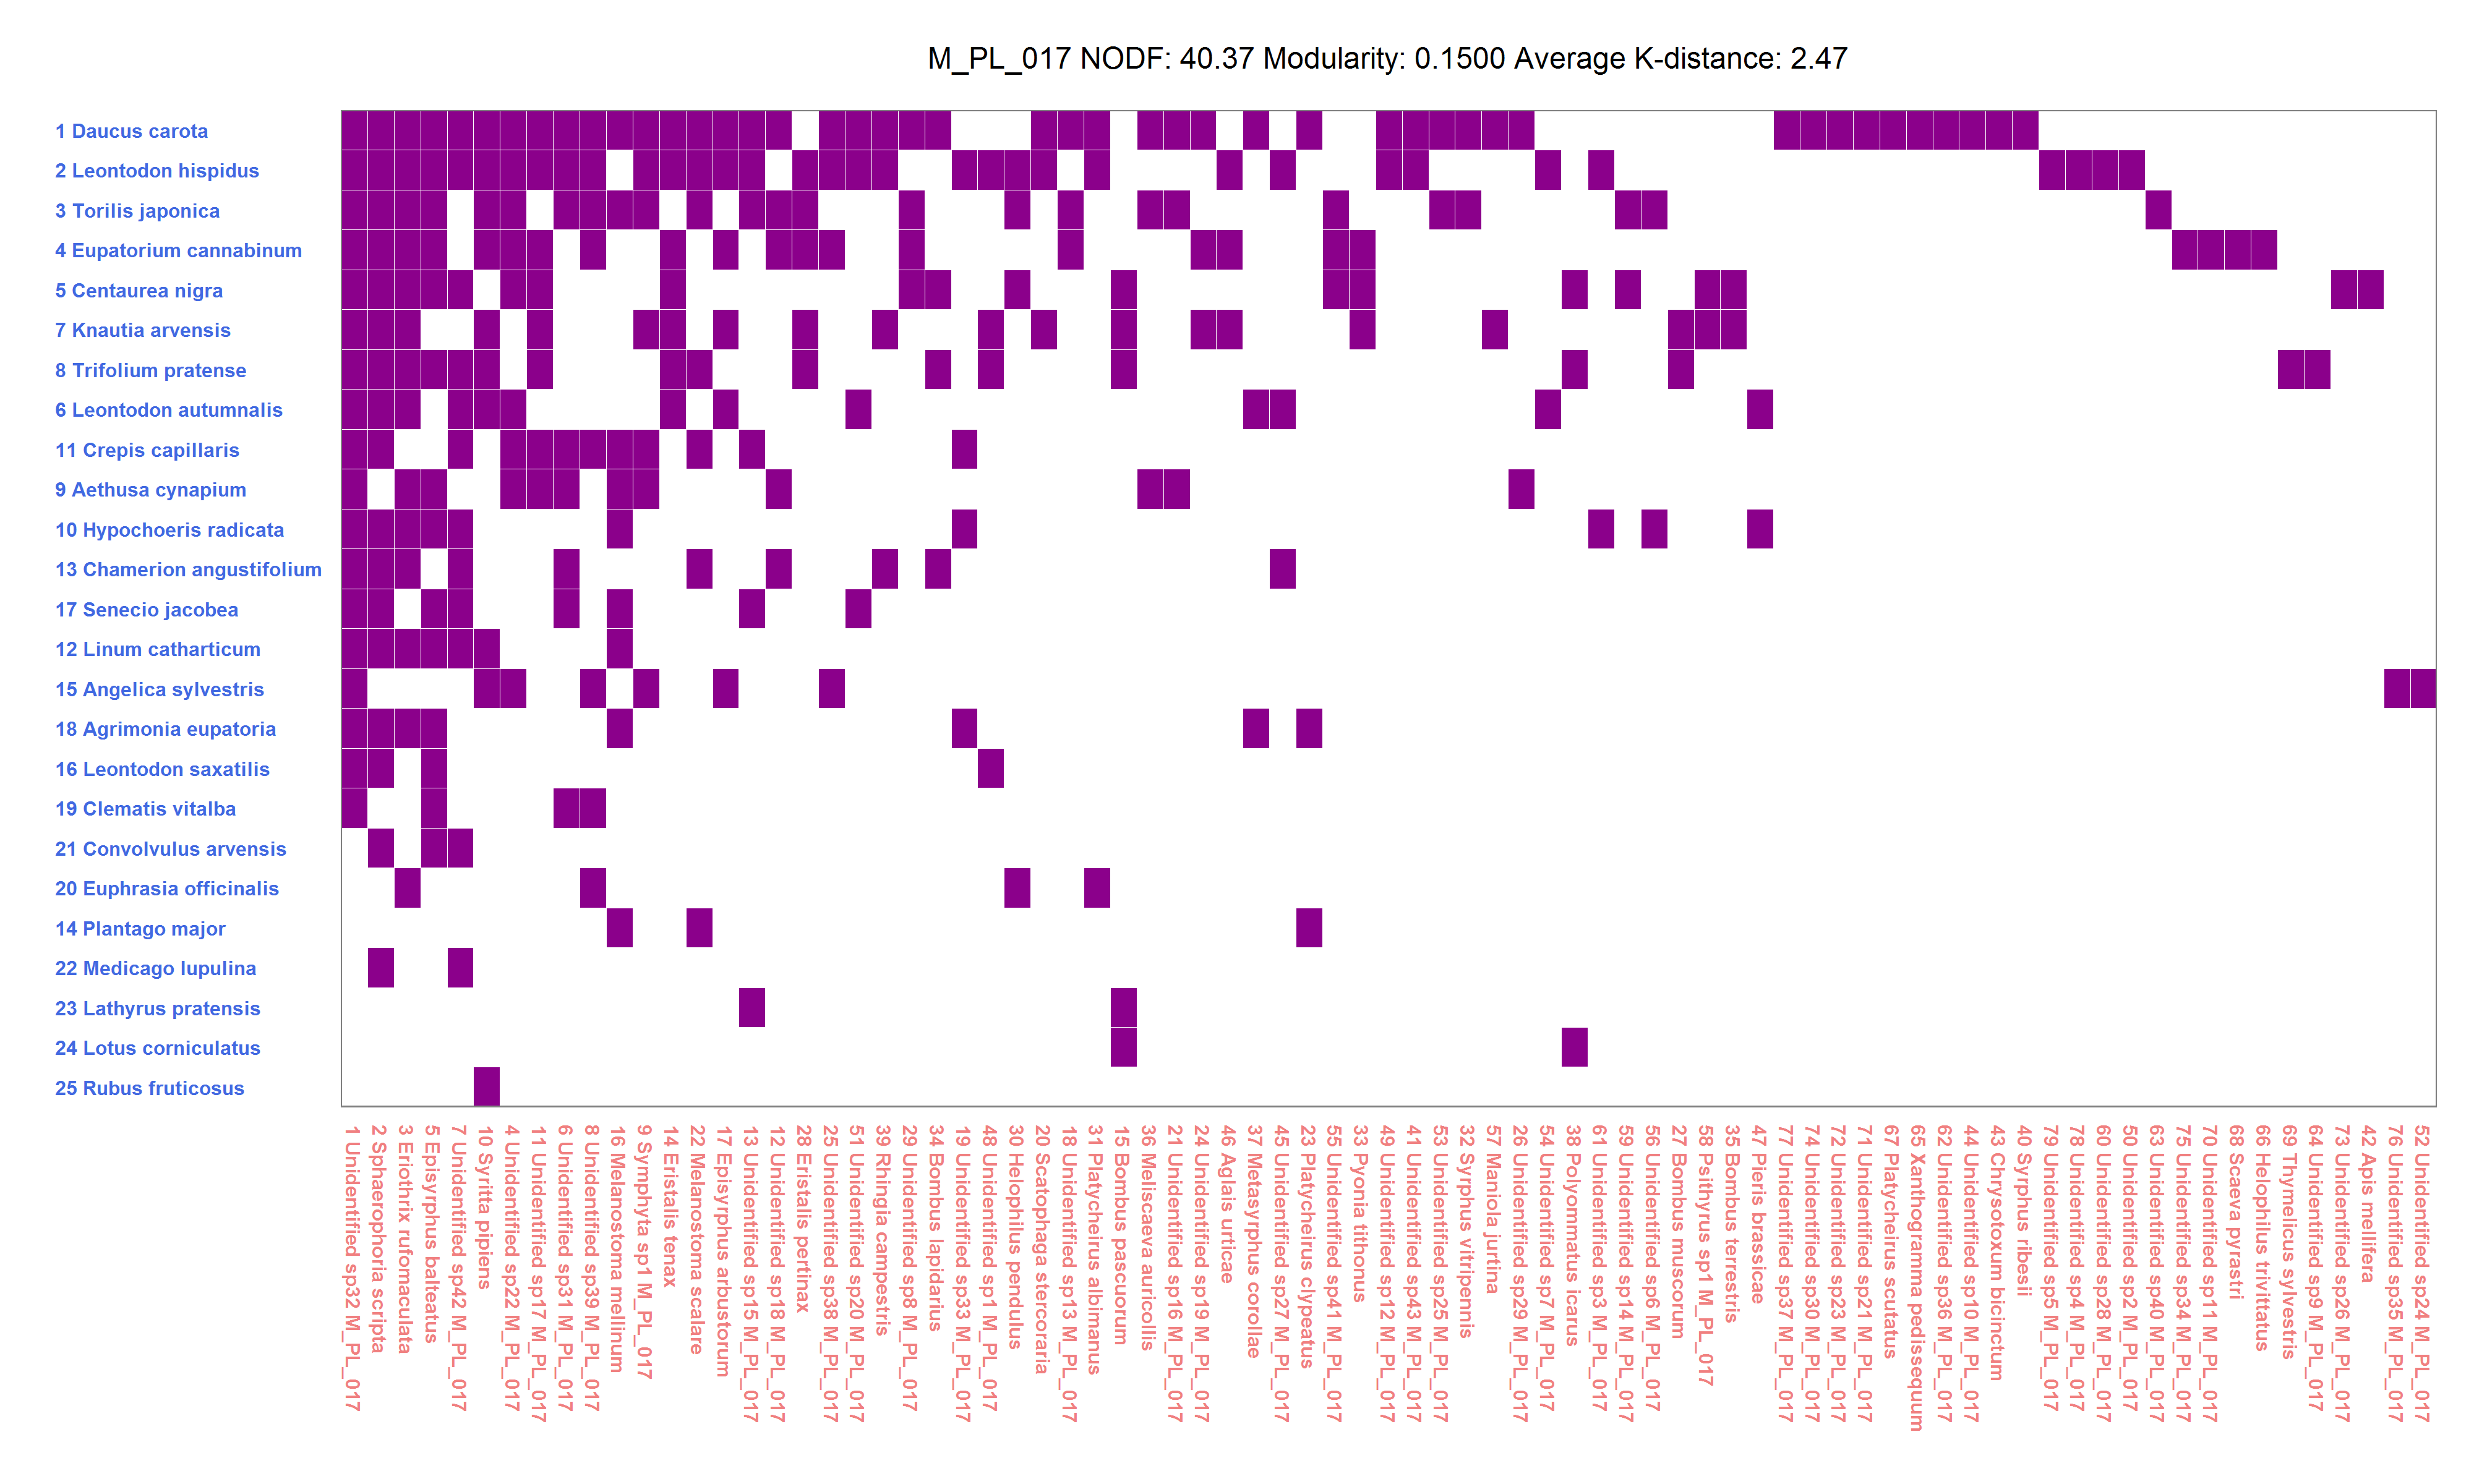 M_PL_017 NODF: 40.37 Modularity: 0.1500 Average K-distance: 2.47
1 Daucus carota
2 Leontodon hispidus
3 Torilis japonica
4 Eupatorium cannabinum
5 Centaurea nigra
7 Knautia arvensis
8 Trifolium pratense
6 Leontodon autumnalis
11 Crepis capillaris
9 Aethusa cynapium
10 Hypochoeris radicata
13 Chamerion angustifolium
17 Senecio jacobea
12 Linum catharticum
15 Angelica sylvestris
18 Agrimonia eupatoria
16 Leontodon saxatilis
19 Clematis vitalba
21 Convolvulus arvensis
20 Euphrasia officinalis
14 Plantago major
22 Medicago lupulina
23 Lathyrus pratensis
24 Lotus corniculatus
25 Rubus fruticosus
1 Unidentified sp32 M_PL_017
2 Sphaerophoria scripta
3 Eriothrix rufomaculata
5 Episyrphus balteatus
7 Unidentified sp42 M_PL_017
10 Syritta pipiens
4 Unidentified sp22 M_PL_017
11 Unidentified sp17 M_PL_017
6 Unidentified sp31 M_PL_017
8 Unidentified sp39 M_PL_017
16 Melanostoma mellinum
9 Symphyta sp1 M_PL_017
14 Eristalis tenax
22 Melanostoma scalare
17 Episyrphus arbustorum
13 Unidentified sp15 M_PL_017
12 Unidentified sp18 M_PL_017
28 Eristalis pertinax
25 Unidentified sp38 M_PL_017
51 Unidentified sp20 M_PL_017
39 Rhingia campestris
29 Unidentified sp8 M_PL_017
34 Bombus lapidarius
19 Unidentified sp33 M_PL_017
48 Unidentified sp1 M_PL_017
30 Helophilus pendulus
20 Scatophaga stercoraria
18 Unidentified sp13 M_PL_017
31 Platycheirus albimanus
15 Bombus pascuorum
36 Meliscaeva auricollis
21 Unidentified sp16 M_PL_017
24 Unidentified sp19 M_PL_017
46 Aglais urticae
37 Metasyrphus corollae
45 Unidentified sp27 M_PL_017
23 Platycheirus clypeatus
55 Unidentified sp41 M_PL_017
33 Pyonia tithonus
49 Unidentified sp12 M_PL_017
41 Unidentified sp43 M_PL_017
53 Unidentified sp25 M_PL_017
32 Syrphus vitripennis
57 Maniola jurtina
26 Unidentified sp29 M_PL_017
54 Unidentified sp7 M_PL_017
38 Polyommatus icarus
61 Unidentified sp3 M_PL_017
59 Unidentified sp14 M_PL_017
56 Unidentified sp6 M_PL_017
27 Bombus muscorum
58 Psithyrus sp1 M_PL_017
35 Bombus terrestris
47 Pieris brassicae
77 Unidentified sp37 M_PL_017
74 Unidentified sp30 M_PL_017
72 Unidentified sp23 M_PL_017
71 Unidentified sp21 M_PL_017
67 Platycheirus scutatus
65 Xanthogramma pedissequum
62 Unidentified sp36 M_PL_017
44 Unidentified sp10 M_PL_017
43 Chrysotoxum bicinctum
40 Syrphus ribesii
79 Unidentified sp5 M_PL_017
78 Unidentified sp4 M_PL_017
60 Unidentified sp28 M_PL_017
50 Unidentified sp2 M_PL_017
63 Unidentified sp40 M_PL_017
75 Unidentified sp34 M_PL_017
70 Unidentified sp11 M_PL_017
68 Scaeva pyrastri
66 Helophilus trivittatus
69 Thymelicus sylvestris
64 Unidentified sp9 M_PL_017
73 Unidentified sp26 M_PL_017
42 Apis mellifera
76 Unidentified sp35 M_PL_017
52 Unidentified sp24 M_PL_017